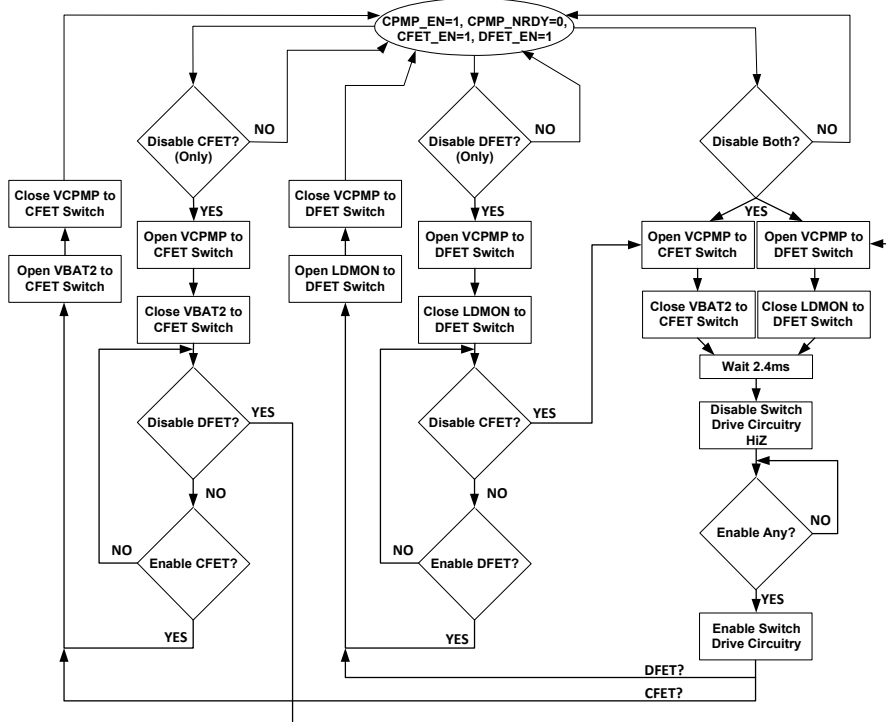 CPMP_EN=1, CPMP_NRDY=0,
CFET_EN=1, DFET_EN=1
Disable CFET?
(Only)
NO
YES
Close VCPMP to
CFET Switch
Open VBAT2 to
CFET Switch
Open VCPMP to
CFET Switch
Close VBAT2 to
CFET Switch
Disable DFET?
YES
NO
Enable CFET?
NO
YES
Disable DFET?
(Only)
NO
YES
Close VCPMP to
DFET Switch
Open LDMON to
DFET Switch
Open VCPMP to
DFET Switch
Close LDMON to
DFET Switch
Disable CFET?
YES
NO
Enable DFET?
NO
YES
Disable Both?
NO
YES
Open VCPMP to
CFET Switch
Open VCPMP to
DFET Switch
Close VBAT2 to
CFET Switch
Close LDMON to
DFET Switch
Wait 2.4ms
Disable Switch
Drive Circuitry
HiZ
Enable Any?
NO
YES
Enable Switch
Drive Circuitry
DFET?
CFET?